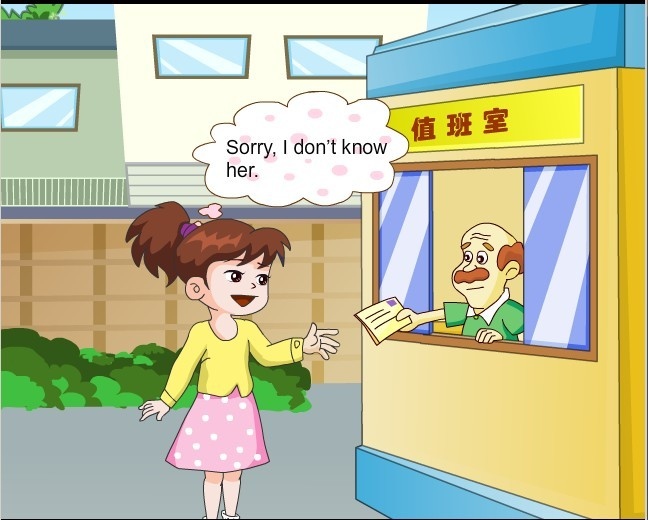 值班室
Sorry, I don't know
her.